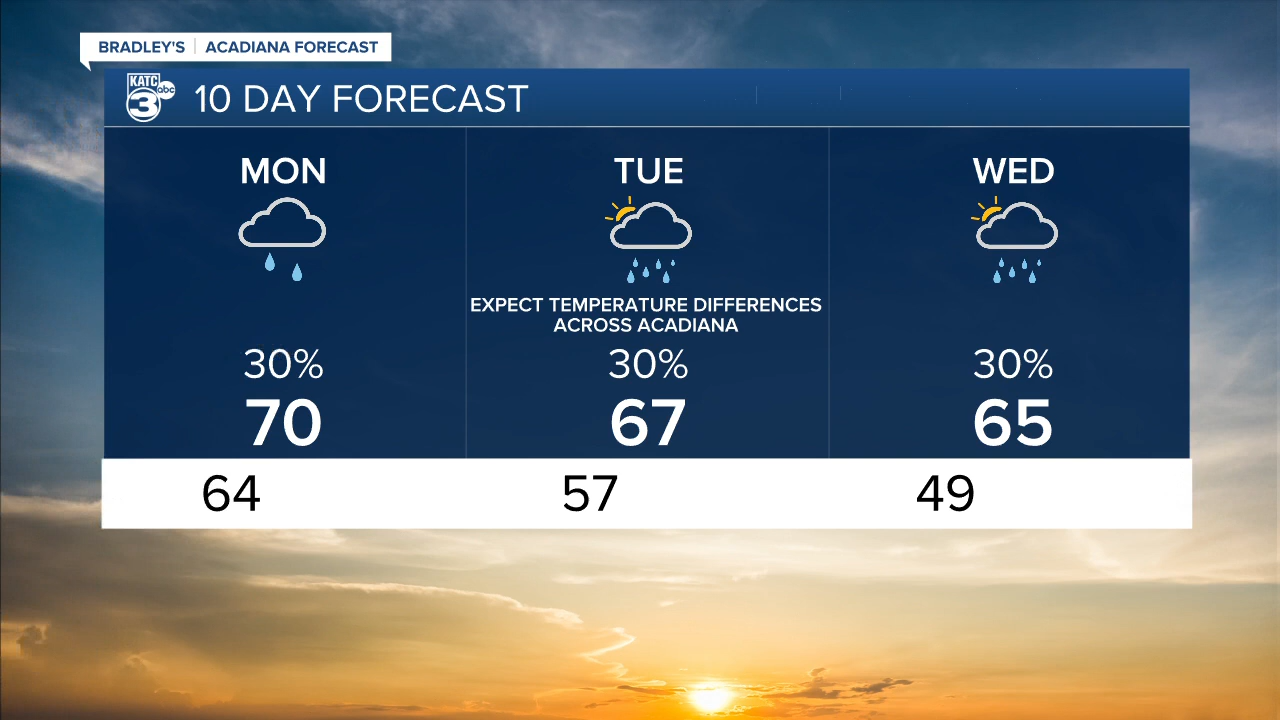 BRADLEY'S | ACADIANA FORECAST
KATC
3
abc
10 DAY FORECAST
MON
TUE
WED
EXPECT TEMPERATURE DIFFERENCES
ACROSS ACADIANA
30%
30%
30%
70
67
65
64
57
49